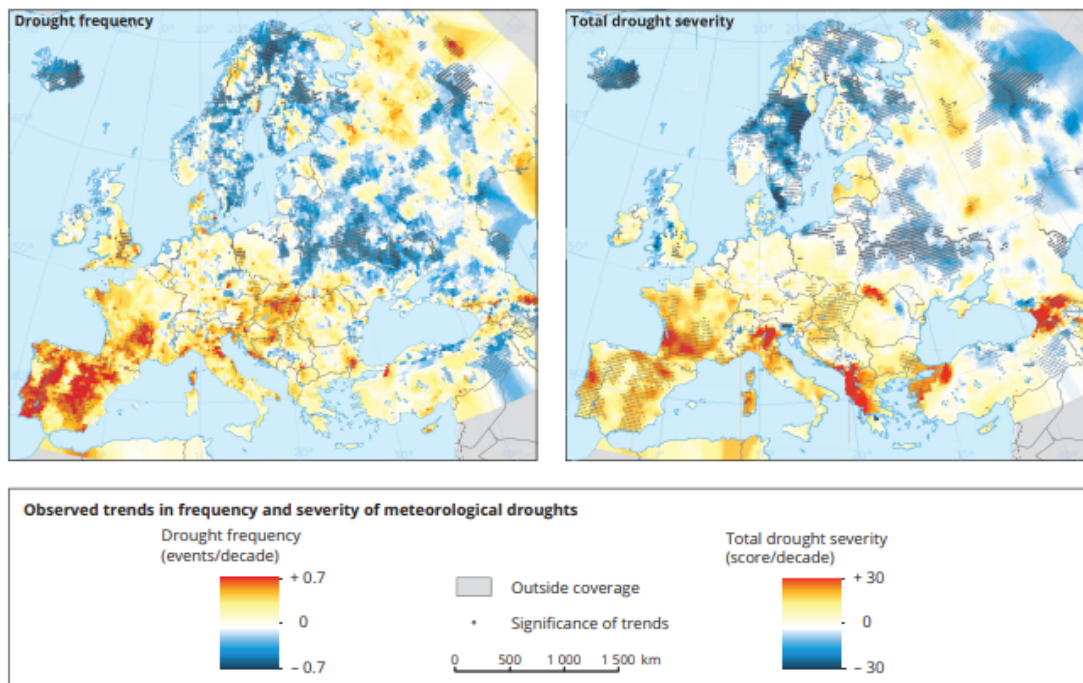 Drought frequency
Total drought severity
Observed trends in frequency and severity of meteorological droughts
Drought frequency
(events/decade)
+ 0.7
0
– 0.7
Outside coverage
Significance of trends
0 500 1 000 1 500 km
Total drought severity
(score/decade)
+ 30
0
– 30